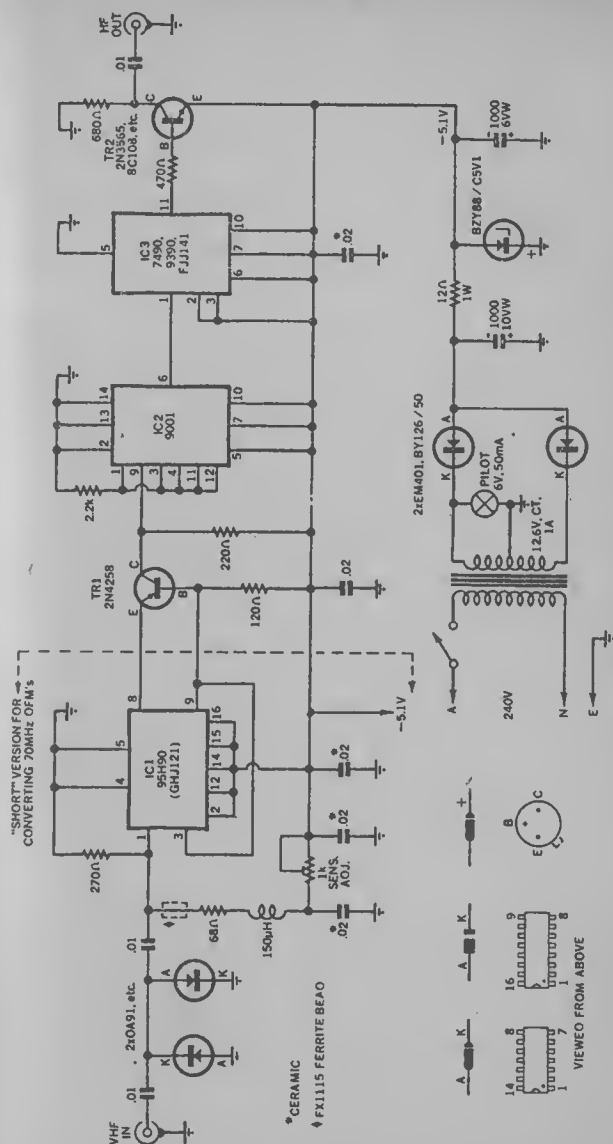 VHF
IN
.01
2xOA91, etc.
K
A
A
K
.01
270Ω
68Ω
150µH
*
.02
1k
SENS.
AOJ.
*
.02
*
.02
"SHORT" VERSION FOR
CONVERTING 70MHz OFM's
1
4
5
IC1
95H90
(GHJ121)
3
8
9
2
12
14
15
16
-5.1V
TR1
2N4258
E
C
B
120Ω
.02
220Ω
2.2k
1
9
3
4
11
12
2
13
14
IC2
9001
6
5
7
10
1
2
3
5
IC3
7490,
9390,
FJJ141
11
6
7
10
*
.02
470Ω
680Ω
TR2
2N3565,
8C108, etc.
B
C
E
.01
HF
OUT
*CERAMIC
FX1115 FERRITE BEAO
A
K
A
K
+
14
8
1
7
16
9
1
8
B
E
C
VIEWEO FROM ABOVE
A
240V
N
E
12.6V, CT.
1A
PILOT
6V, 50mA
2xEM401, BY126/50
K
A
K
A
-
1000
10VW
+
12Ω
1W
BZY88/C5V1
+
-5.1V
-
1000
6VW
+